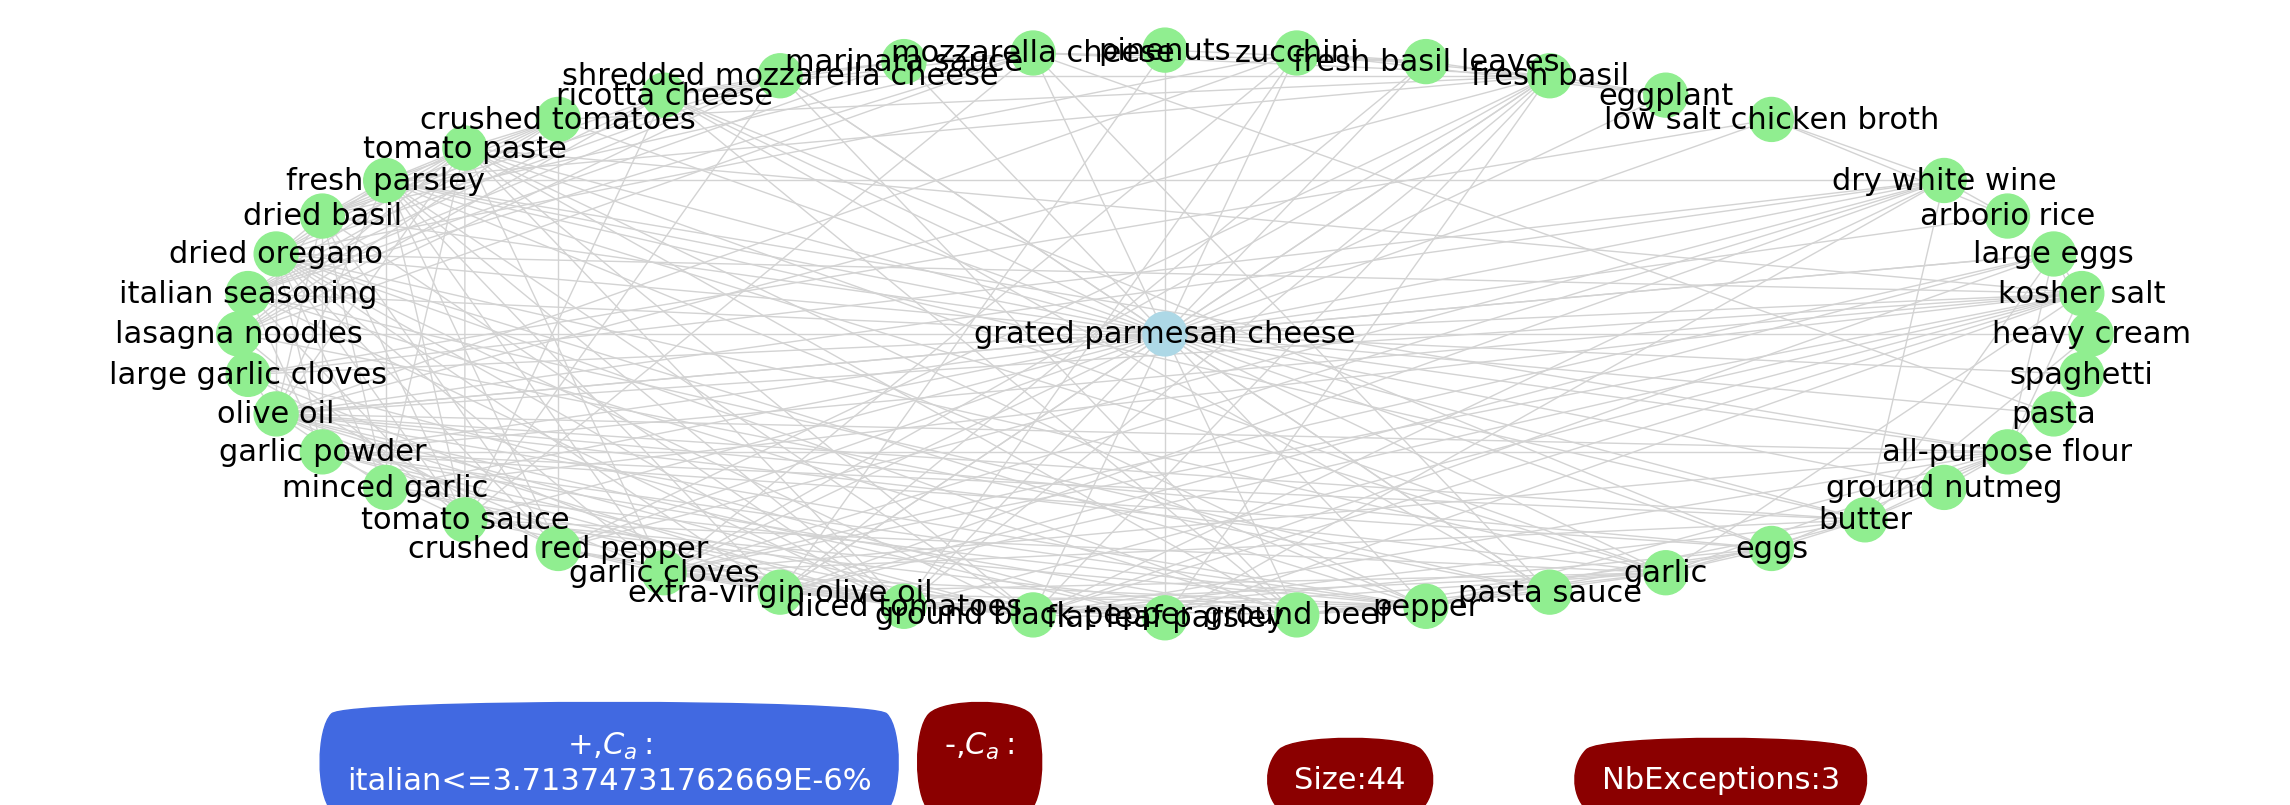 pinenuts
mozzarella cheese
zucchini
marinara sauce
fresh basil leaves
shredded mozzarella cheese
fresh basil
ricotta cheese
eggplant
crushed tomatoes
low salt chicken broth
tomato paste
fresh parsley
dry white wine
dried basil
arborio rice
dried oregano
large eggs
italian seasoning
kosher salt
lasagna noodles
grated parmesan cheese
heavy cream
large garlic cloves
spaghetti
olive oil
pasta
garlic powder
all-purpose flour
minced garlic
ground nutmeg
tomato sauce
butter
crushed red pepper
eggs
garlic cloves
garlic
extra-virgin olive oil
pasta sauce
diced tomatoes
pepper
ground black pepper
flat leaf parsley
ground beef
+,Ca :
italian<=3.71374731762669E-6%
-,Ca :
Size:44
NbExceptions:3